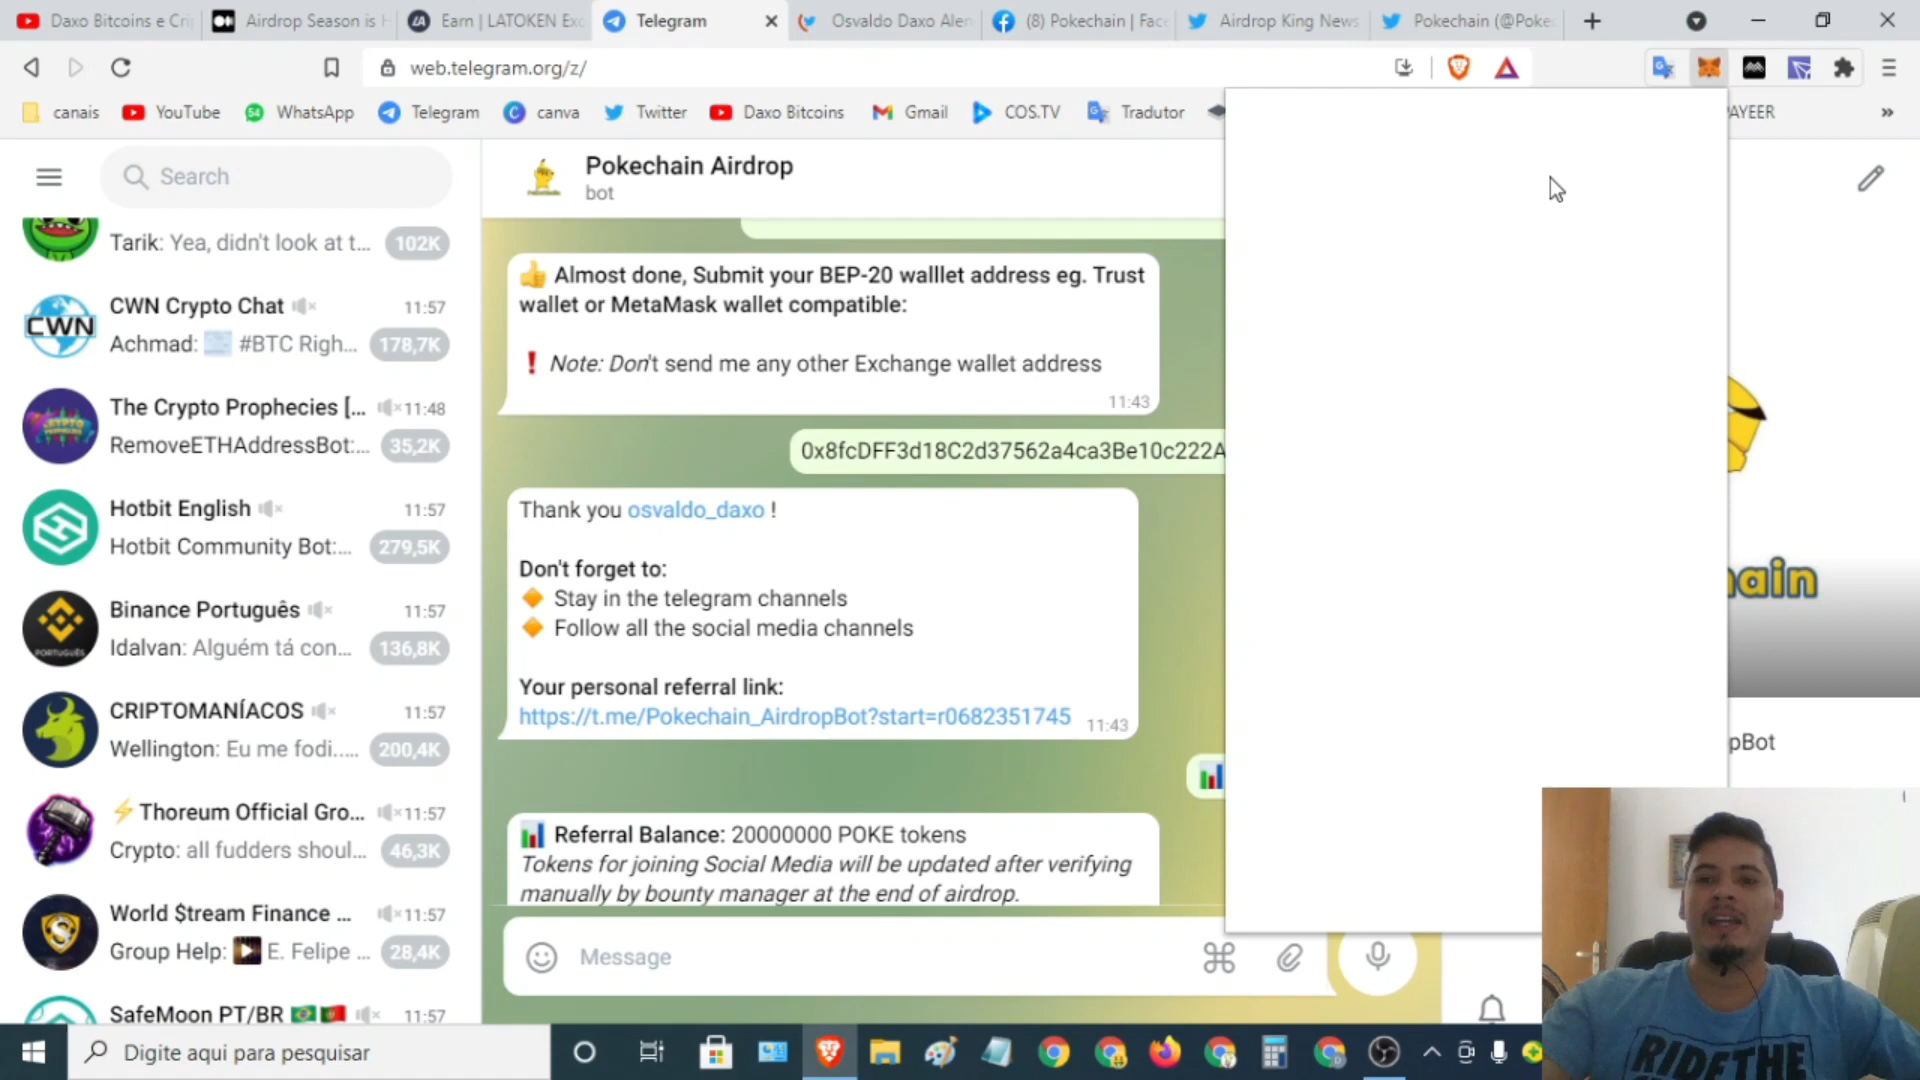 Daxo Bitcoins e Cri
Airdrop Season is H
Earn | LATOKEN Exc
Telegram
Osvaldo Daxo Aler
(8) Pokechain | Face
Airdrop King News
Pokechain (@Poke
web.telegram.org/z/
canais
YouTube
WhatsApp
Telegram
canva
Twitter
Daxo Bitcoins
Gmail
COS.TV
Tradutor
PAYEER
Search
Pokechain Airdrop
bot
Tarik: Yea, didn't look at t... 102K
CWN Crypto Chat 11:57
Achmad: #BTC Righ... 178,7K
The Crypto Prophecies [... 11:48
RemoveETHAddressBot:... 35,2K
Hotbit English 11:57
Hotbit Community Bot:... 279,5K
Binance Português 11:57
Idalvan: Alguém tá con... 136,8K
CRIPTOMANÍACOS 11:57
Wellington: Eu me fodi..... 200,4K
⚡Thoreum Official Gro... 11:57
Crypto: all fudders shoul... 46,3K
World $tream Finance ... 11:57
Group Help: E. Felipe ... 28,4K
SafeMoon PT/BR 🇧🇷🇵🇹 11:57
👍 Almost done, Submit your BEP-20 walllet address eg. Trust
wallet or MetaMask wallet compatible:
❗ Note: Don't send me any other Exchange wallet address
11:43
0x8fcDFF3d18C2d37562a4ca3Be10c222A
Thank you osvaldo_daxo !
Don't forget to:
🔶 Stay in the telegram channels
🔶 Follow all the social media channels
Your personal referral link:
https://t.me/Pokechain_AirdropBot?start=r0682351745 11:43
📊 Referral Balance: 20000000 POKE tokens
Tokens for joining Social Media will be updated after verifying
manually by bounty manager at the end of airdrop.
Message
hain
pBot
CWN
PORTUGUÊS
RIDE THE
Digite aqui para pesquisar